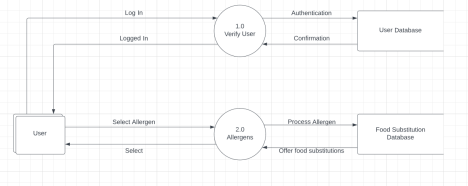 Log In
1.0
Verify User
Authentication
User Database
Logged In
Confirmation
User
Select Allergen
2.0
Allergens
Process Allergen
Food Substitution
Database
Select
Offer food substitutions